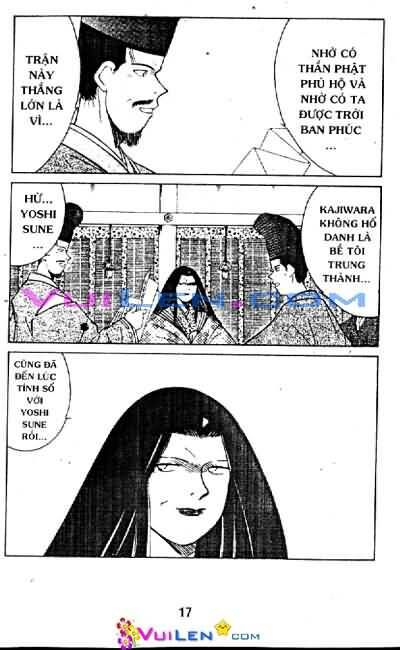 TRẬN
NÀY
THẮNG
LỚN LÀ
VÌ...
NHỜ CÓ
THẦN PHẬT
PHÙ HỘ VÀ
NHỜ CÓ TA
ĐƯỢC TRỜI
BAN PHÚC
...
HỪ...
YOSHI
SUNE
...
KAJIWARA
KHÔNG HỔ
DANH LÀ
BỀ TÔI
TRUNG
THÀNH...
VUILEN.COM
CŨNG ĐÃ
ĐẾN LÚC
TÍNH SỔ
VỚI
YOSHI
SUNE
RỒI...
17
VUILEN
.COM